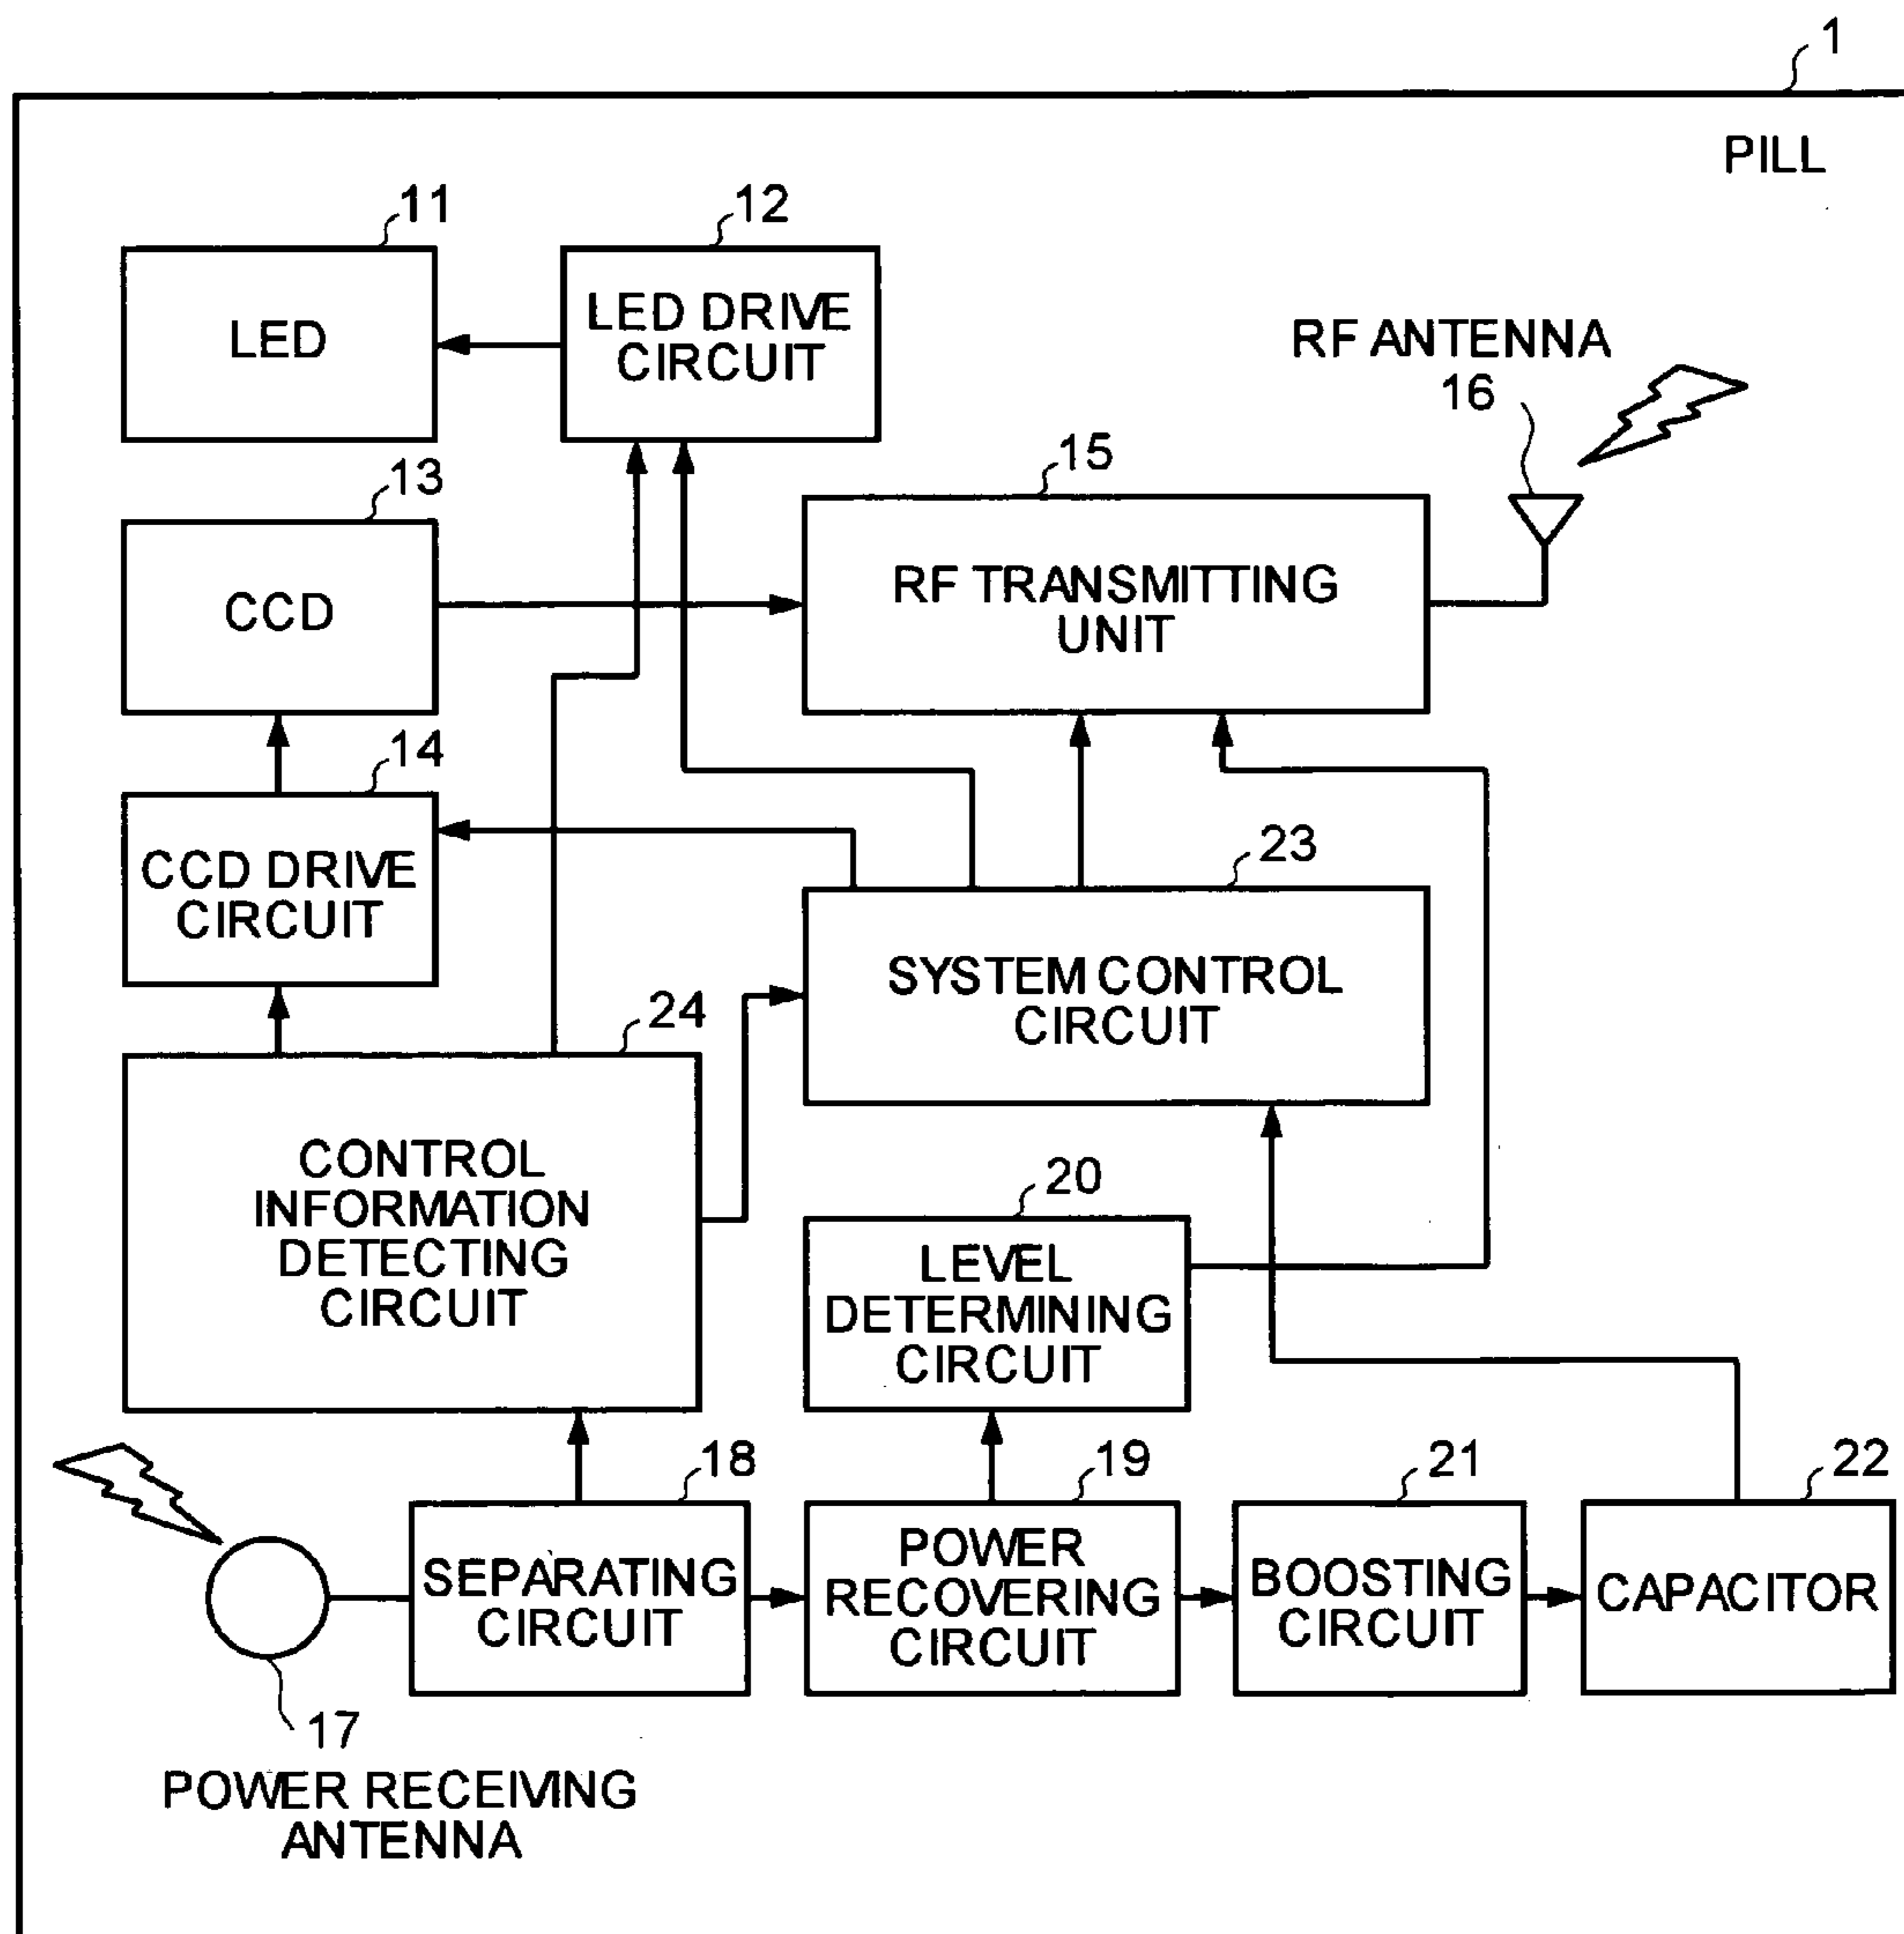 1
PILL
11
LED
12
LED DRIVE
CIRCUIT
RF ANTENNA
16
13
CCD
15
RF TRANSMITTING
UNIT
14
CCD DRIVE
CIRCUIT
23
SYSTEM CONTROL
CIRCUIT
24
CONTROL
INFORMATION
DETECTING
CIRCUIT
20
LEVEL
DETERMINING
CIRCUIT
18
SEPARATING
CIRCUIT
19
POWER
RECOVERING
CIRCUIT
21
BOOSTING
CIRCUIT
22
CAPACITOR
17
POWER RECEIVING
ANTENNA